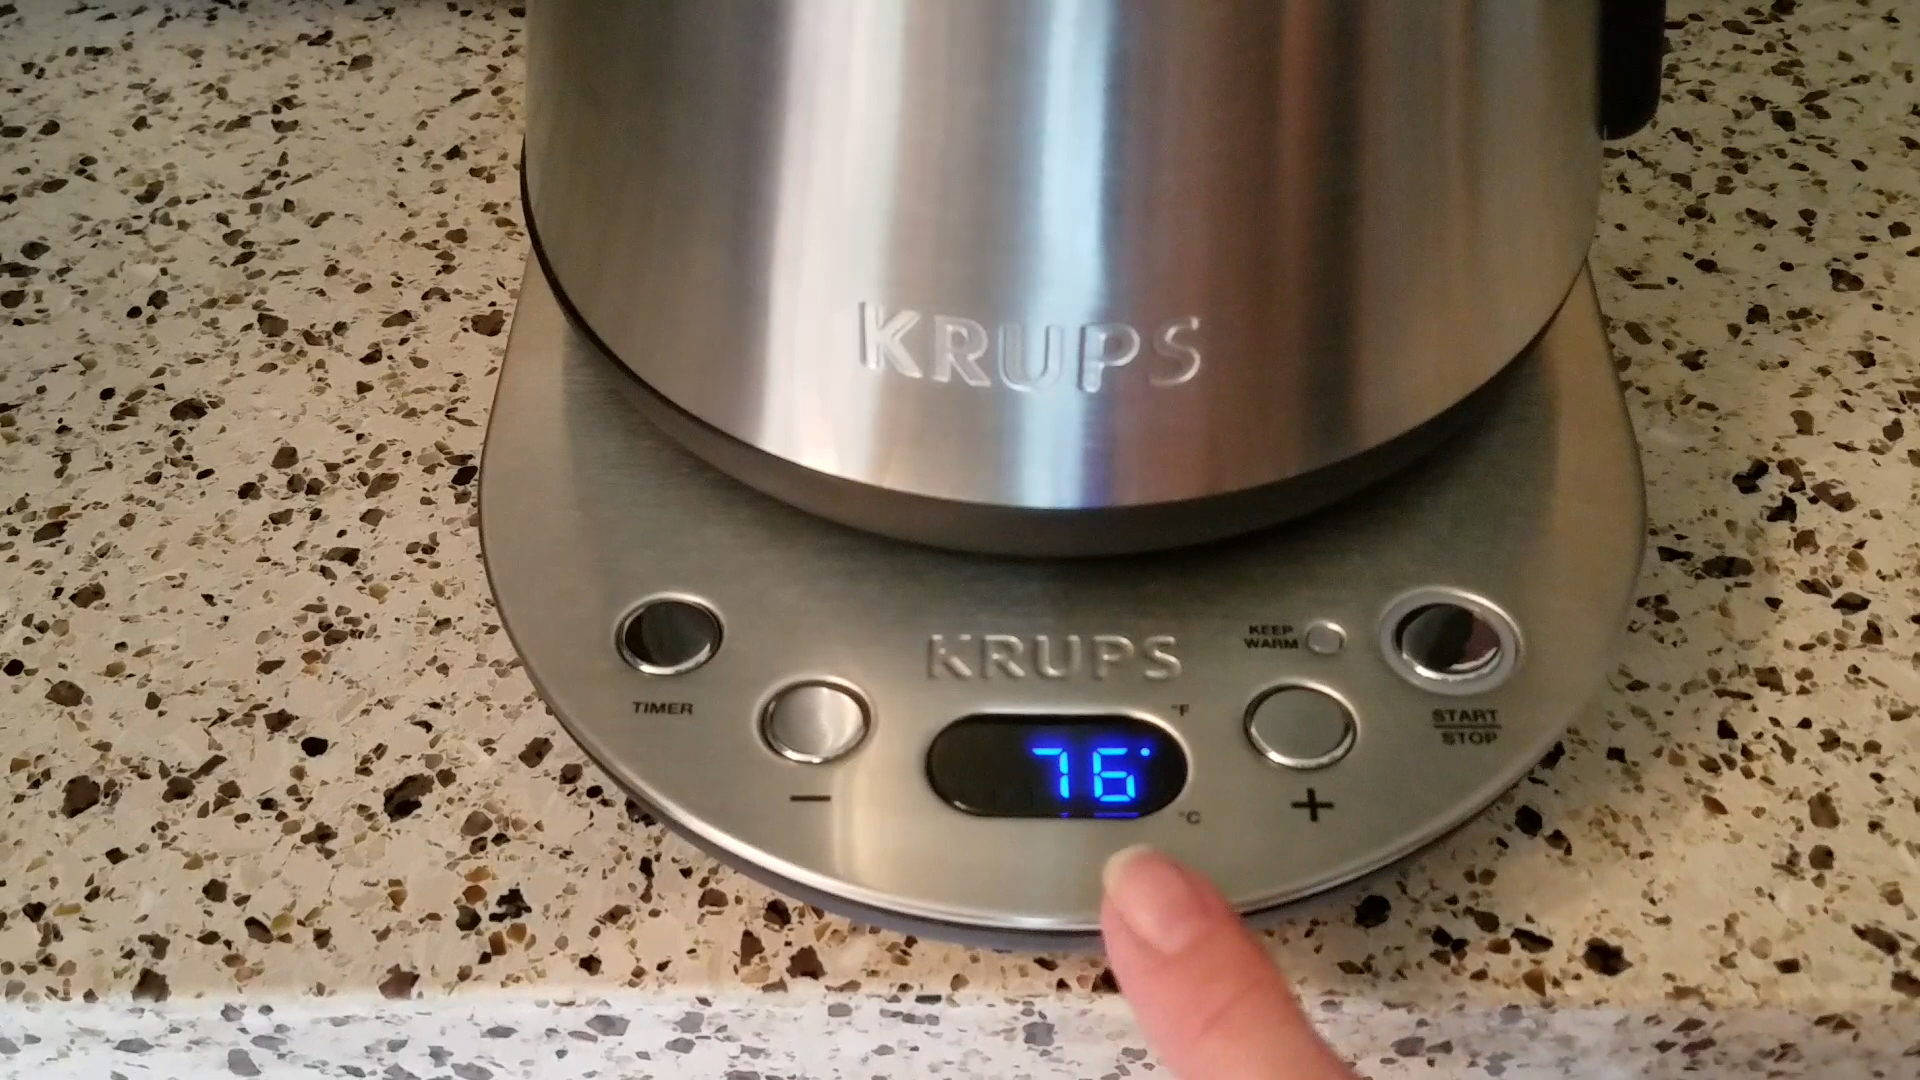 KRUPS
KRUPS
KEEP
WARM
TIMER
START
STOP
°F
76°
°C
−
+